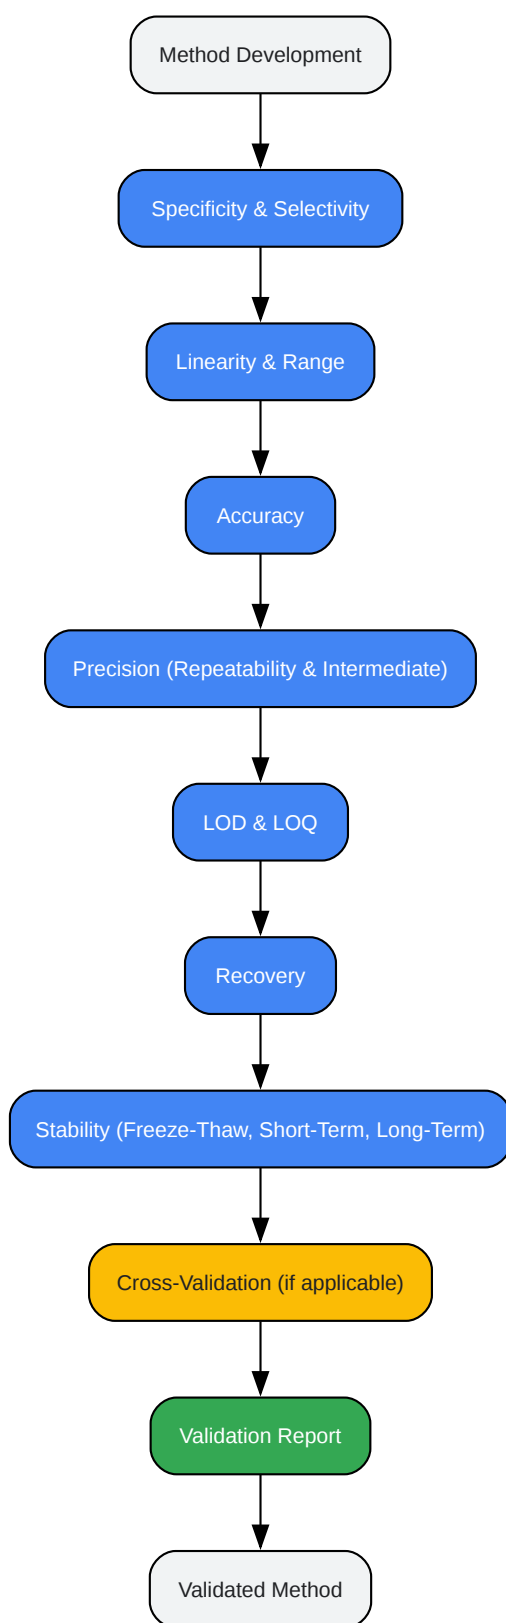 Method Development
Specificity & Selectivity
Linearity & Range
Accuracy
Precision (Repeatability & Intermediate)
LOD & LOQ
Recovery
Stability (Freeze-Thaw, Short-Term, Long-Term)
Cross-Validation (if applicable)
Validation Report
Validated Method